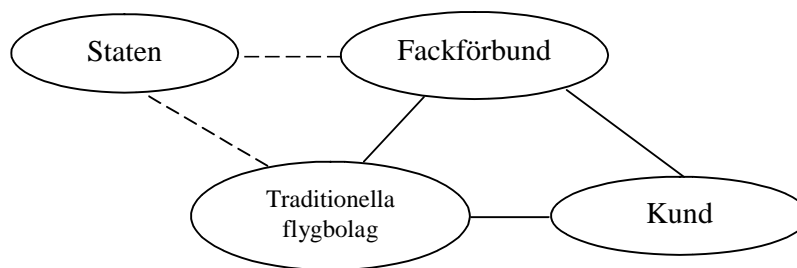 Staten
Fackförbund
Traditionella
flygbolag
Kund